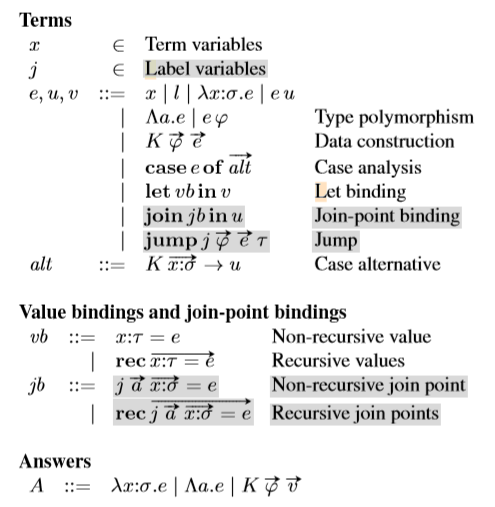 Terms
x ∈ Term variables
j ∈ Label variables
e, u, v ::= x | l | λx:σ.e | e u
| Λa.e | e φ Type polymorphism
| K φ⃗ e⃗ Data construction
| case e of alt⃗ Case analysis
| let vb in v Let binding
| join jb in u Join-point binding
| jump j φ⃗ e⃗ τ Jump
alt ::= K x:σ⃗ → u Case alternative
Value bindings and join-point bindings
vb ::= x:τ = e Non-recursive value
| rec x:τ = e⃗ Recursive values
jb ::= j a⃗ x:σ⃗ = e Non-recursive join point
| rec j a⃗ x:σ⃗ = e⃗ Recursive join points
Answers
A ::= λx:σ.e | Λa.e | K φ⃗ v⃗